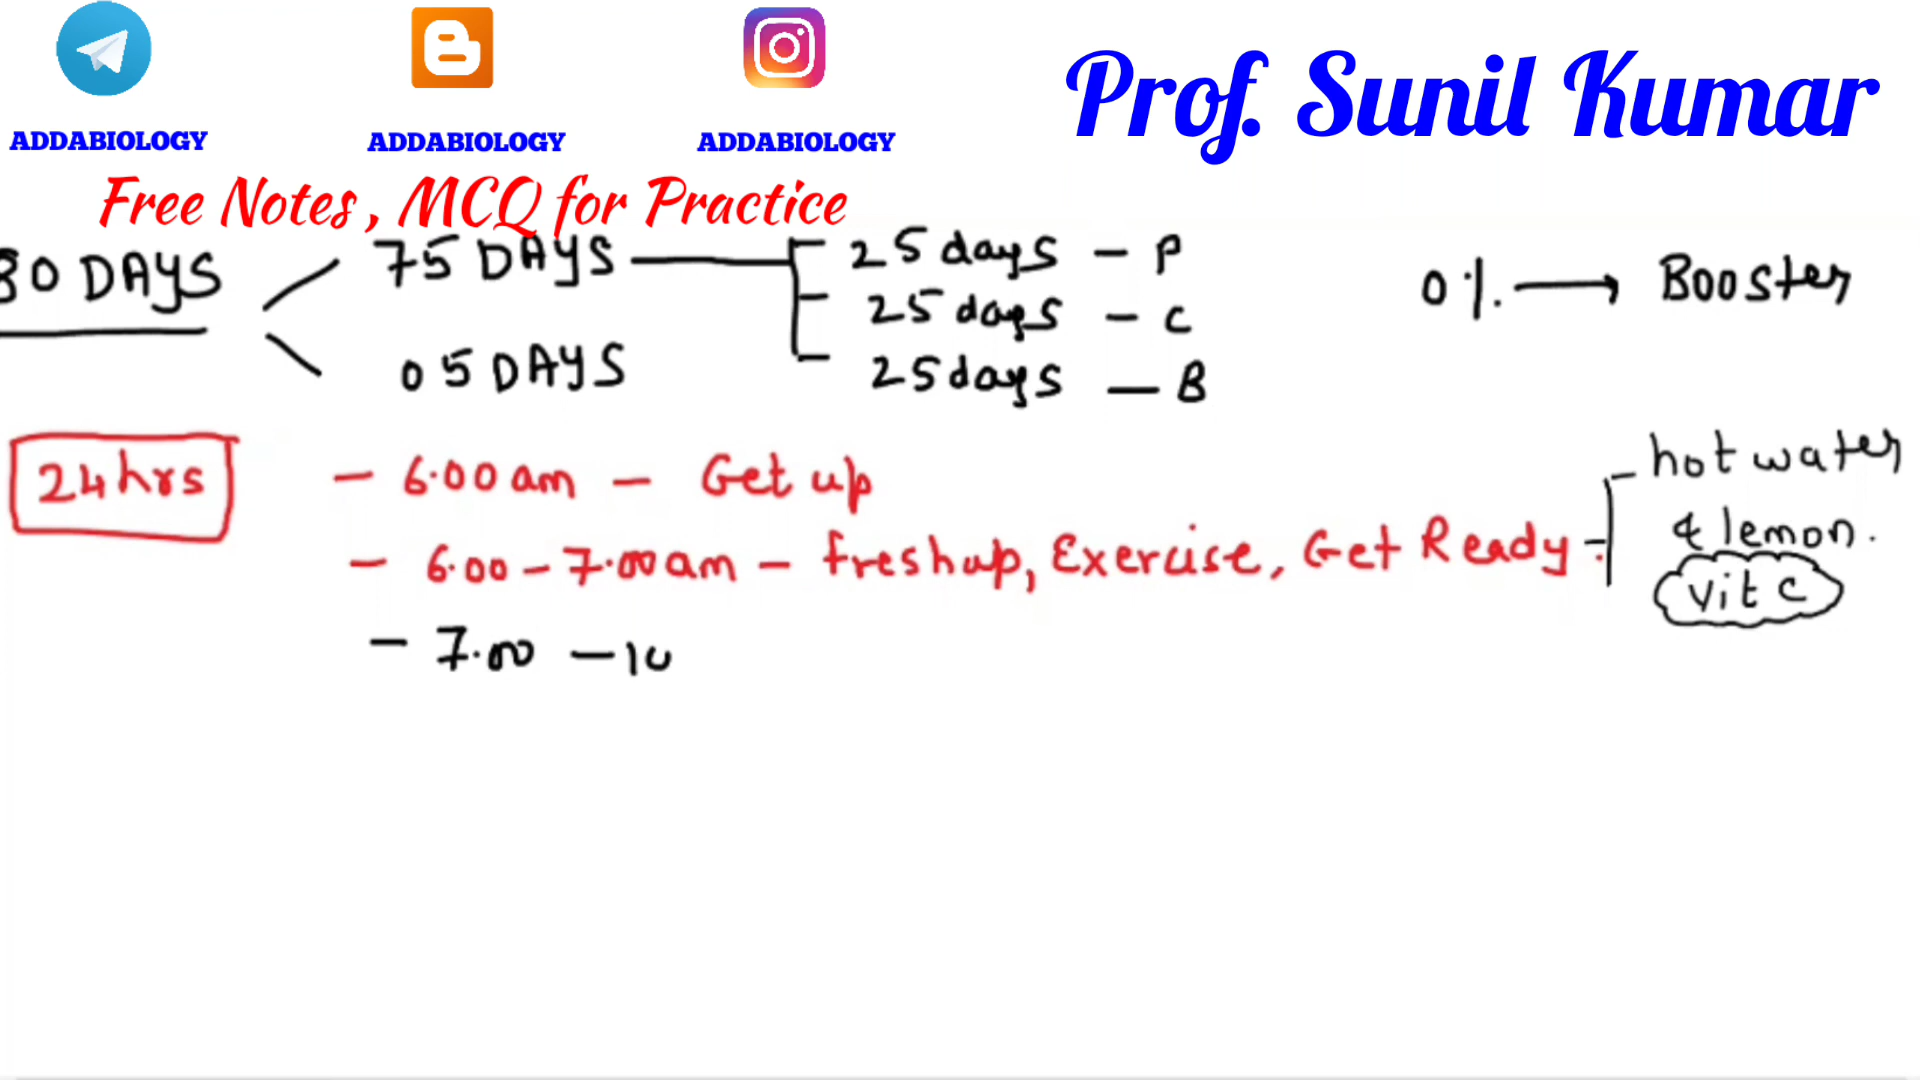 ADDABIOLOGY ADDABIOLOGY ADDABIOLOGY
Prof. Sunil Kumar
Free Notes, MCQ for Practice
80 DAYS
75 DAYS
05 DAYS
25 days - P
25 days - C
25 days - B
0%. → Booster
24 hrs
- 6.00 am - Get up
- 6.00 - 7.00 am - freshup, Exercise, Get Ready -
hot water
& lemon.
Vit C
- 7.00 - 10